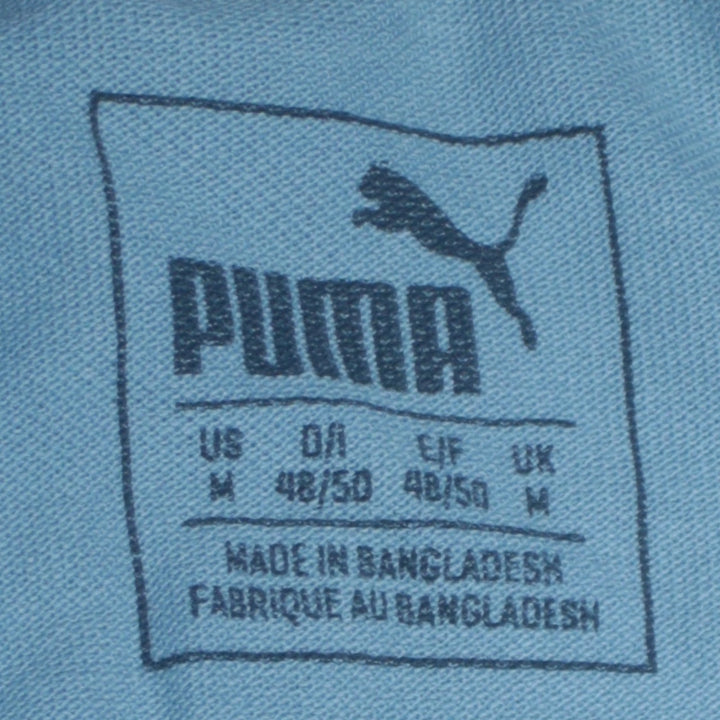 PUMA
US D/I E/F UK
M 48/50 48/50 M
MADE IN BANGLADESH
FABRIQUE AU BANGLADESH